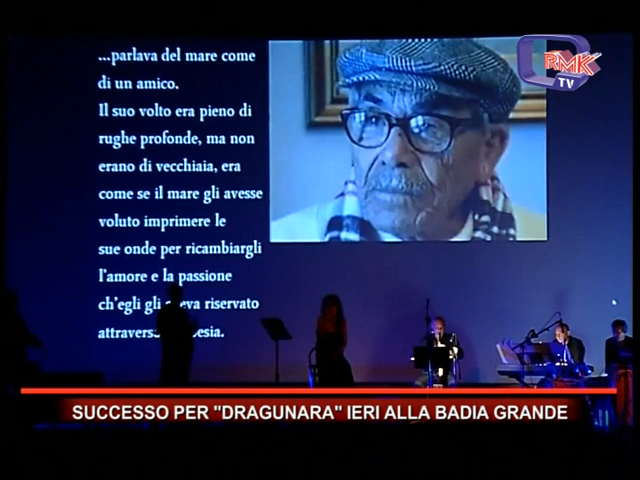 ...parlava del mare come
di un amico.
Il suo volto era pieno di
rughe profonde, ma non
erano di vecchiaia, era
come se il mare gli avesse
voluto imprimere le
sue onde per ricambiargli
l'amore e la passione
ch'egli gli aveva riservato
RMK
TV
SUCCESSO PER "DRAGUNARA" IERI ALLA BADIA GRANDE